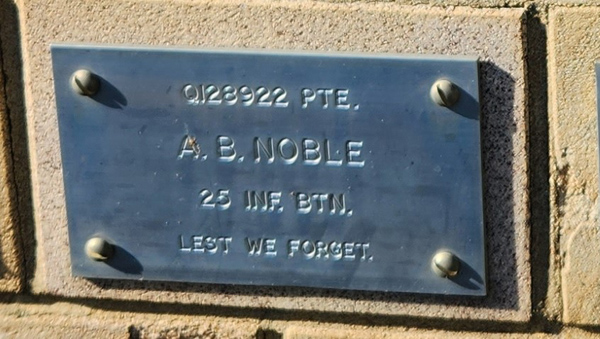 Q128922 PTE.
A. B. NOBLE
25 INF. BTN.
LEST WE FORGET.